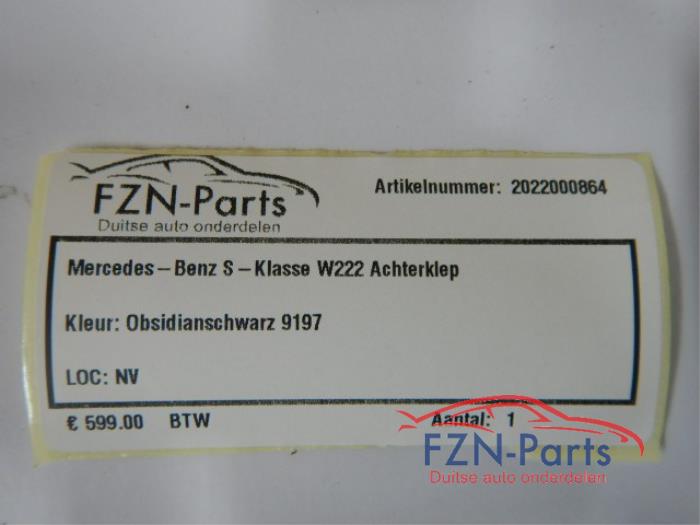 FZN-Parts
Duitse auto onderdelen
Artikelnummer: 2022000864
Mercedes-Benz S-Klasse W222 Achterklep
Kleur: Obsidianschwarz 9197
LOC: NV
€ 599.00 BTW
Aantal: 1
FZN-Parts
Duitse auto onderdelen